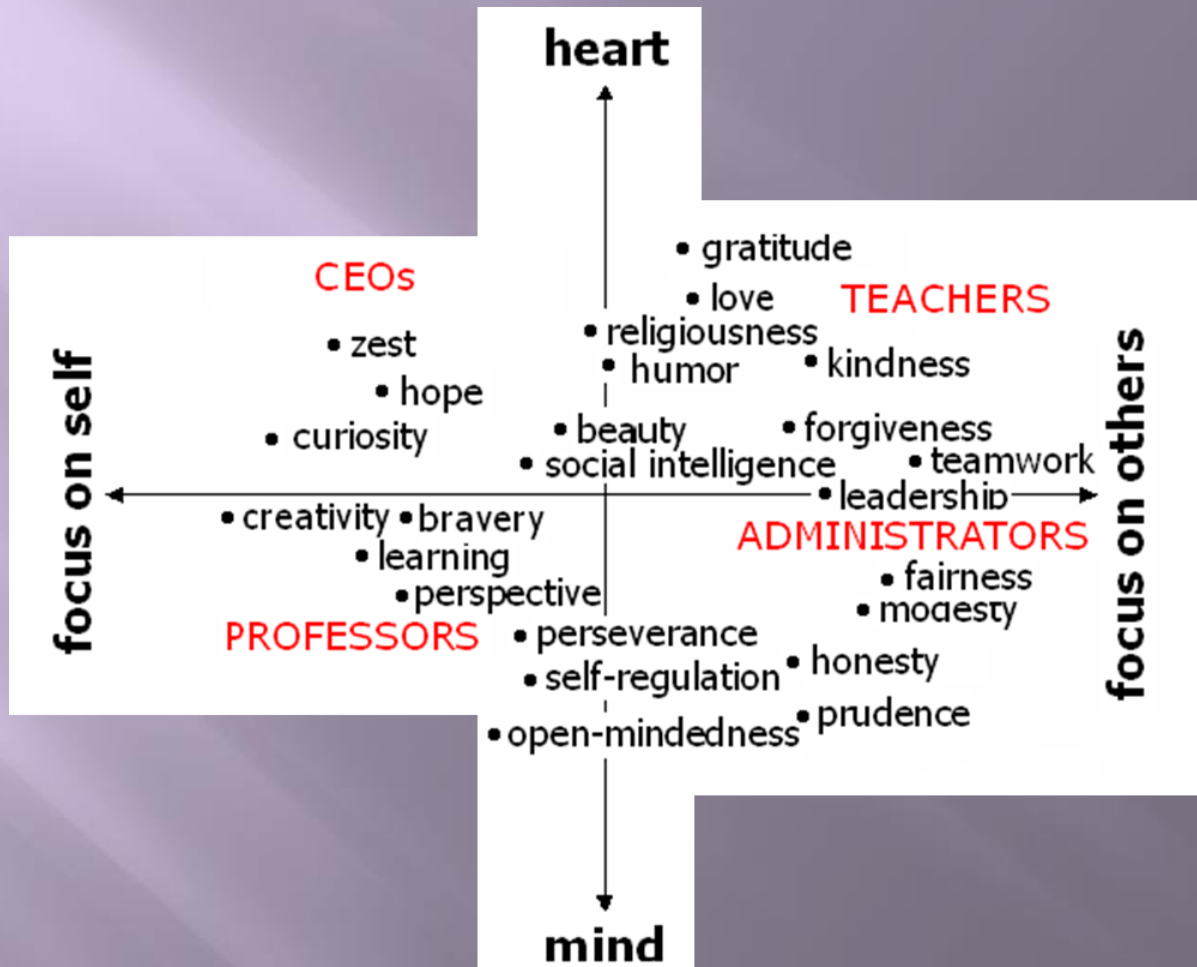 heart
gratitude
CEOs
love
TEACHERS
religiousness
zest
humor
kindness
hope
focus on self
focus on others
curiosity
beauty
forgiveness
social intelligence
teamwork
leadership
creativity
bravery
ADMINISTRATORS
learning
fairness
perspective
modesty
PROFESSORS
perseverance
honesty
self-regulation
prudence
open-mindedness
mind